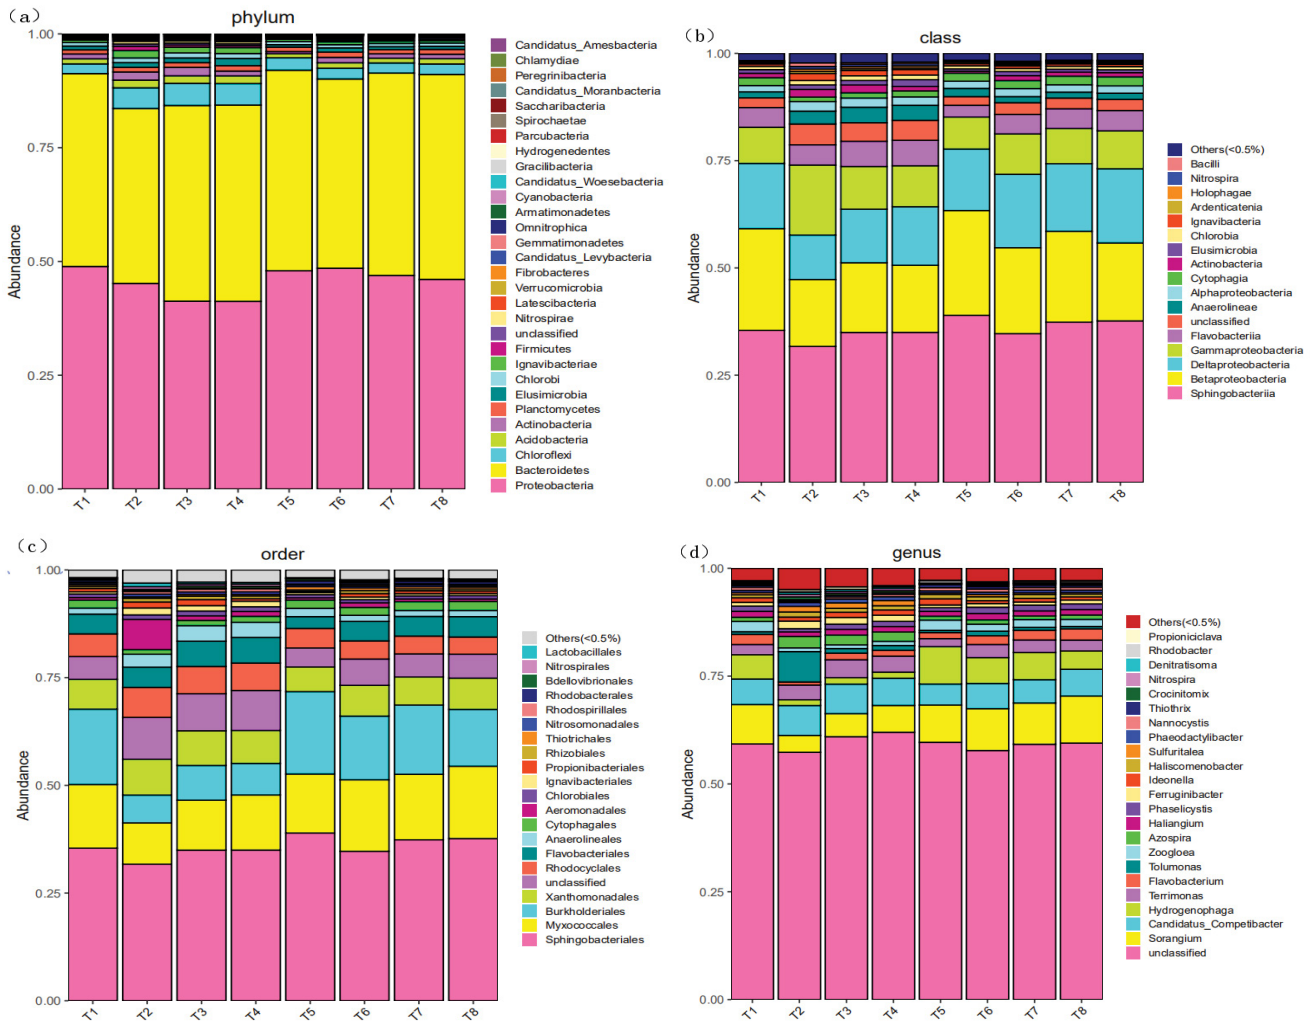 (a)
phylum
1.00
0.75
0.50
0.25
0.00
Abundance
T1
T2
T3
T4
T5
T6
T7
T8
Candidatus_Amesbacteria
Chlamydiae
Peregrinibacteria
Candidatus_Moranbacteria
Saccharibacteria
Spirochaetae
Parcubacteria
Hydrogenedentes
Gracilibacteria
Candidatus_Woesebacteria
Cyanobacteria
Armatimonadetes
Omnitrophica
Gemmatimonadetes
Candidatus_Levybacteria
Fibrobacteres
Verrucomicrobia
Latescibacteria
Nitrospirae
unclassified
Firmicutes
Ignavibacteriae
Chlorobi
Elusimicrobia
Planctomycetes
Actinobacteria
Acidobacteria
Chloroflexi
Bacteroidetes
Proteobacteria
(b)
class
1.00
0.75
0.50
0.25
0.00
Abundance
T1
T2
T3
T4
T5
T6
T7
T8
Others(<0.5%)
Bacilli
Nitrospira
Holophagae
Ardenticatenia
Ignavibacteria
Chlorobia
Elusimicrobia
Actinobacteria
Cytophagia
Alphaproteobacteria
Anaerolineae
unclassified
Flavobacteriia
Gammaproteobacteria
Deltaproteobacteria
Betaproteobacteria
Sphingobacteriia
(c)
order
1.00
0.75
0.50
0.25
0.00
Abundance
T1
T2
T3
T4
T5
T6
T7
T8
Others(<0.5%)
Lactobacillales
Nitrospirales
Bdellovibrionales
Rhodobacterales
Rhodospirillales
Nitrosomonadales
Thiotrichales
Rhizobiales
Propionibacteriales
Ignavibacteriales
Chlorobiales
Aeromonadales
Cytophagales
Anaerolineales
Flavobacteriales
Rhodocyclales
unclassified
Xanthomonadales
Burkholderiales
Myxococcales
Sphingobacteriales
(d)
genus
1.00
0.75
0.50
0.25
0.00
Abundance
T1
T2
T3
T4
T5
T6
T7
T8
Others(<0.5%)
Propioniciclava
Rhodobacter
Denitratisoma
Nitrospira
Crocinitomix
Thiothrix
Nannocystis
Phaeodactylibacter
Sulfuritalea
Haliscomenobacter
Ideonella
Ferruginibacter
Phaselicystis
Haliangium
Azospira
Zoogloea
Tolumonas
Flavobacterium
Terrimonas
Hydrogenophaga
Candidatus_Competibacter
Sorangium
unclassified